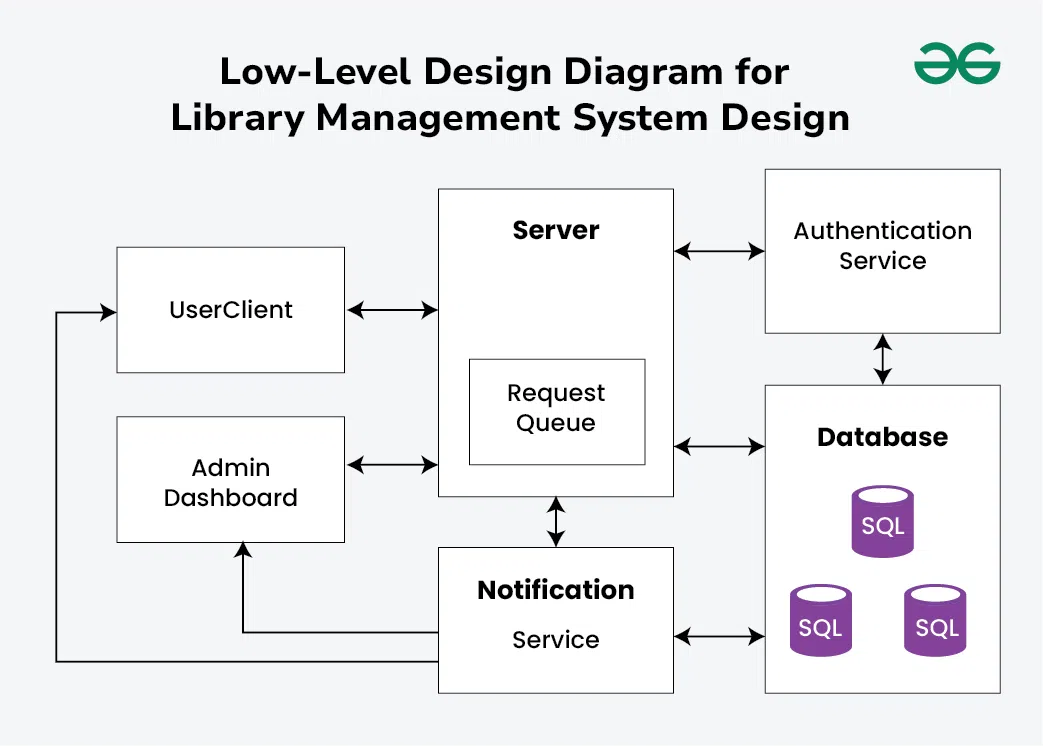 Low-Level Design Diagram for
Library Management System Design
Server
Authentication
Service
UserClient
Request
Queue
Admin
Dashboard
Database
SQL
SQL
SQL
Notification
Service